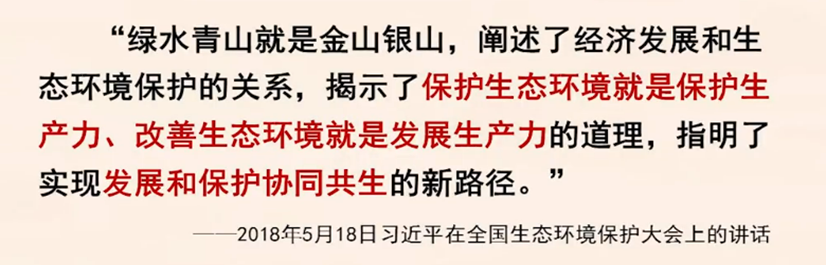 “绿水青山就是金山银山，阐述了经济发展和生
态环境保护的关系，揭示了保护生态环境就是保护生
产力、改善生态环境就是发展生产力的道理，指明了
实现发展和保护协同共生的新路径。”
——2018年5月18日习近平在全国生态环境保护大会上的讲话